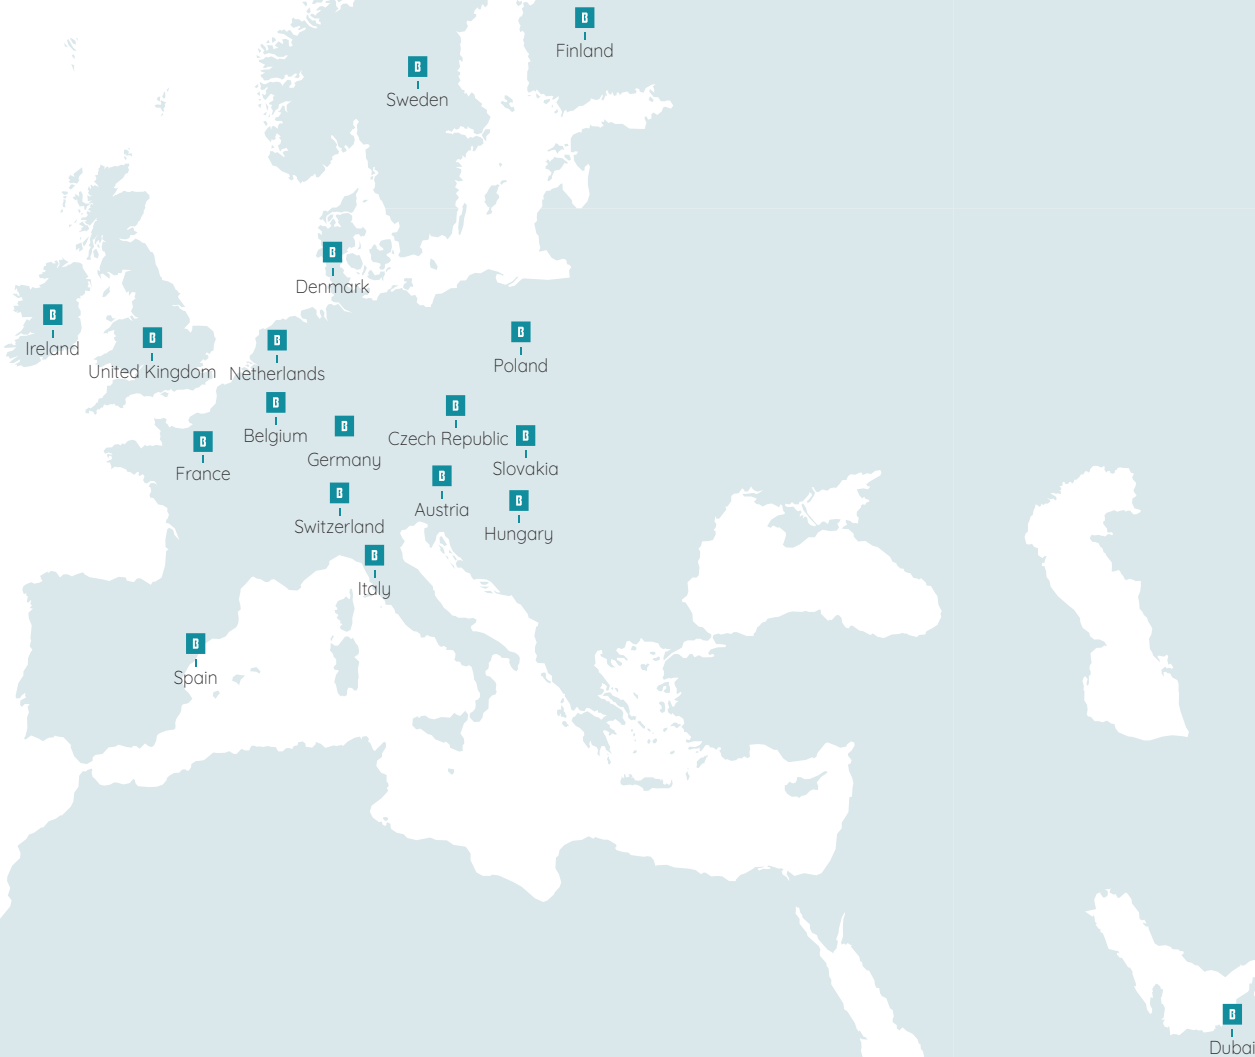 B
Finland
B
Sweden
B
Denmark
B
Ireland
B
United Kingdom
B
Netherlands
B
Poland
B
Belgium
B
Germany
B
Czech Republic
B
Slovakia
B
France
B
Austria
B
Switzerland
B
Hungary
B
Italy
B
Spain
B
Dubai